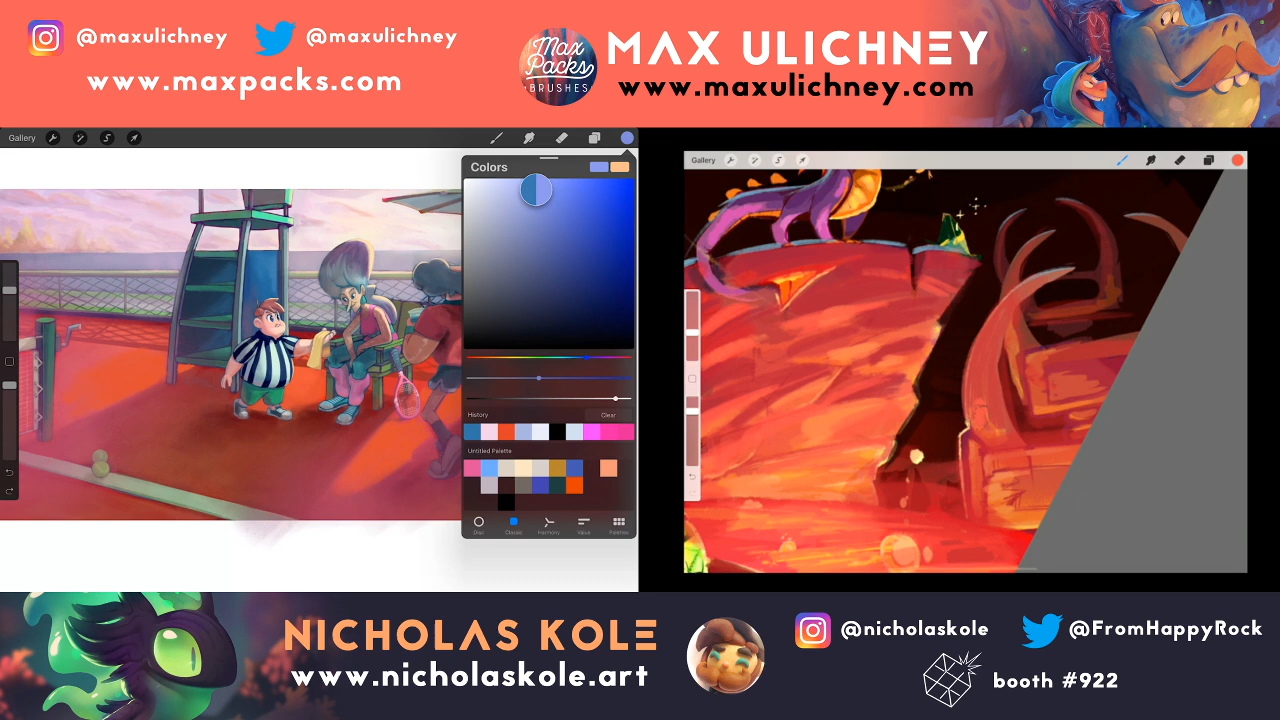 @maxulichney
@maxulichney
www.maxpacks.com
Max
Packs
BRUSHES
MAX ULICHNEY
www.maxulichney.com
Gallery
Colors
History
Clear
Untitled Palette
Disc
Classic
Harmony
Value
Palettes
Gallery
NICHOLAS KOLE
www.nicholaskole.art
@nicholaskole
@FromHappyRock
booth #922